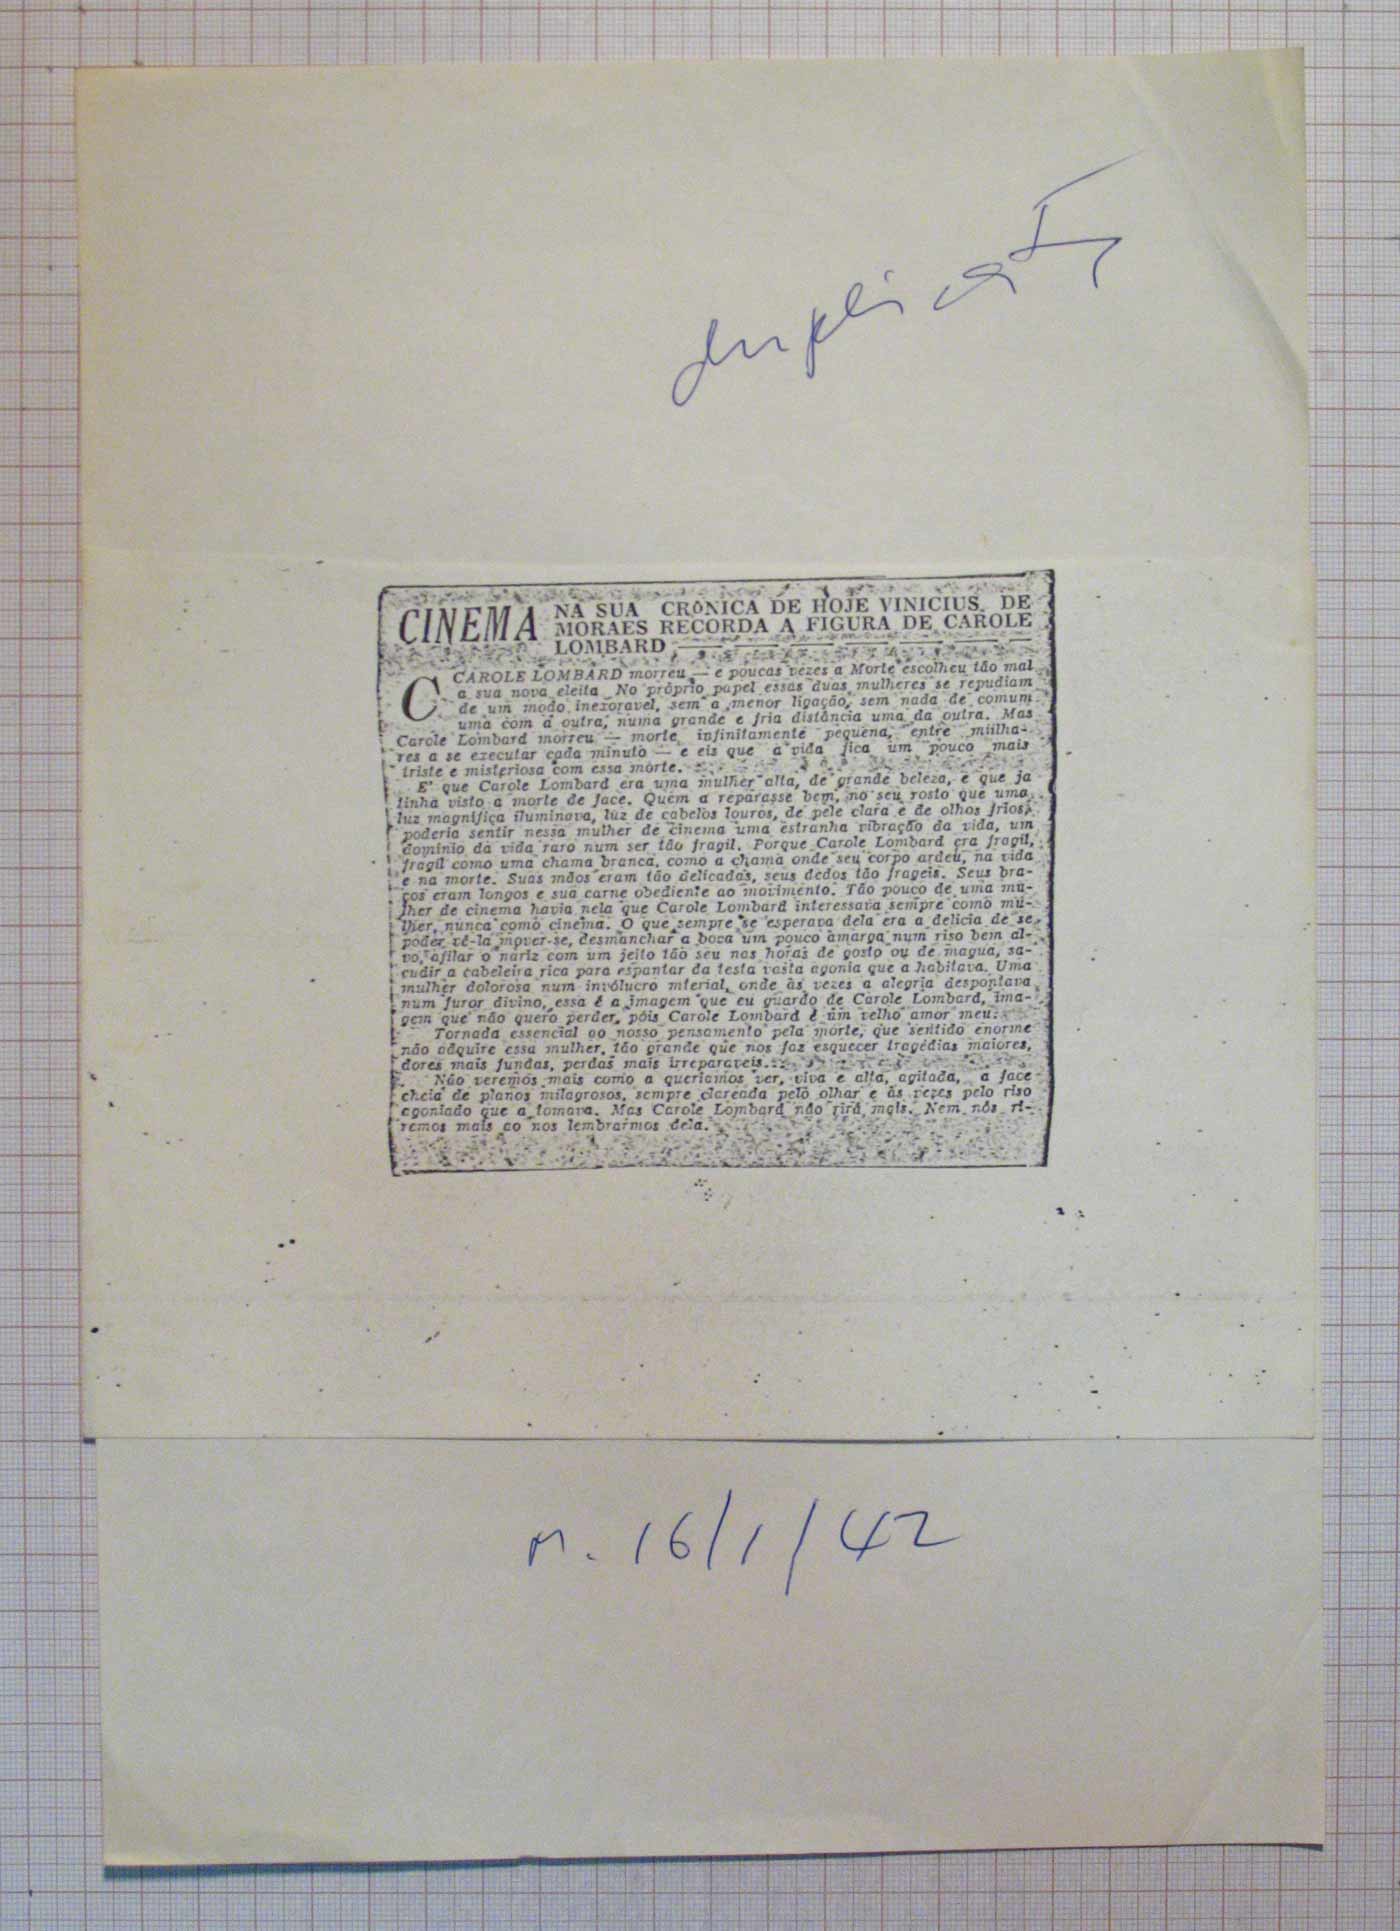 duplicata
CINEMA
NA SUA CRÔNICA DE HOJE VINICIUS DE
MORAES RECORDA A FIGURA DE CAROLE
LOMBARD
CAROLE LOMBARD morreu — e poucas vezes a Morte escolheu tão mal
a sua nova eleita. No próprio papel essas duas mulheres se repudiam
de um modo inexoravel, sem a menor ligação, sem nada de comum
uma com a outra, numa grande e fria distância uma da outra. Mas
Carole Lombard morreu — morte infinitamente pequena, entre milha-
res a se executar cada minuto — e eis que a vida fica um pouco mais
triste e misteriosa com essa morte.
E' que Carole Lombard era uma mulher alta, de grande beleza, e que ja
tinha visto a morte de face. Quem a reparasse bem, no seu rosto que uma
luz magnifica iluminava, luz de cabelos louros, de pele clara e de olhos frios,
poderia sentir nessa mulher de cinema uma estranha vibração da vida, um
dominio da vida raro num ser tão fragil. Porque Carole Lombard era fragil,
fragil como uma chama branca, como a chama onde seu corpo ardeu, na vida
e na morte. Suas mãos eram tão delicadas, seus dedos tão frageis. Seus bra-
ços eram longos e sua carne obediente ao movimento. Tão pouco de uma mu-
lher de cinema havia nela que Carole Lombard interessava sempre como mu-
lher, nunca como cinema. O que sempre se esperava dela era a delicia de se
poder vê-la mover-se, desmanchar a boca um pouco amarga num riso bem al-
vo, afilar o nariz com um jeito tão seu nas horas de gosto ou de magua, sa-
cudir a cabeleira rica para espantar da testa vasta agonia que a habitava. Uma
mulher dolorosa num invólucro mterial, onde às vezes a alegria despontava
num furor divino, essa é a imagem que eu guardo de Carole Lombard, ima-
gem que não quero perder, pois Carole Lombard é um velho amor meu.
Tornada essencial ao nosso pensamento pela morte, que sentido enorme
não adquire essa mulher, tão grande que nos faz esquecer tragédias maiores,
dores mais fundas, perdas mais irreparaveis.
Não veremos mais como a queriamos ver, viva e alta, agitada, a face
cheia de planos milagrosos, sempre clareada pelo olhar e às vezes pelo riso
agoniado que a tomava. Mas Carole Lombard não rirá mais. Nem nós ri-
remos mais ao nos lembrarmos dela.
M. 16/1/42